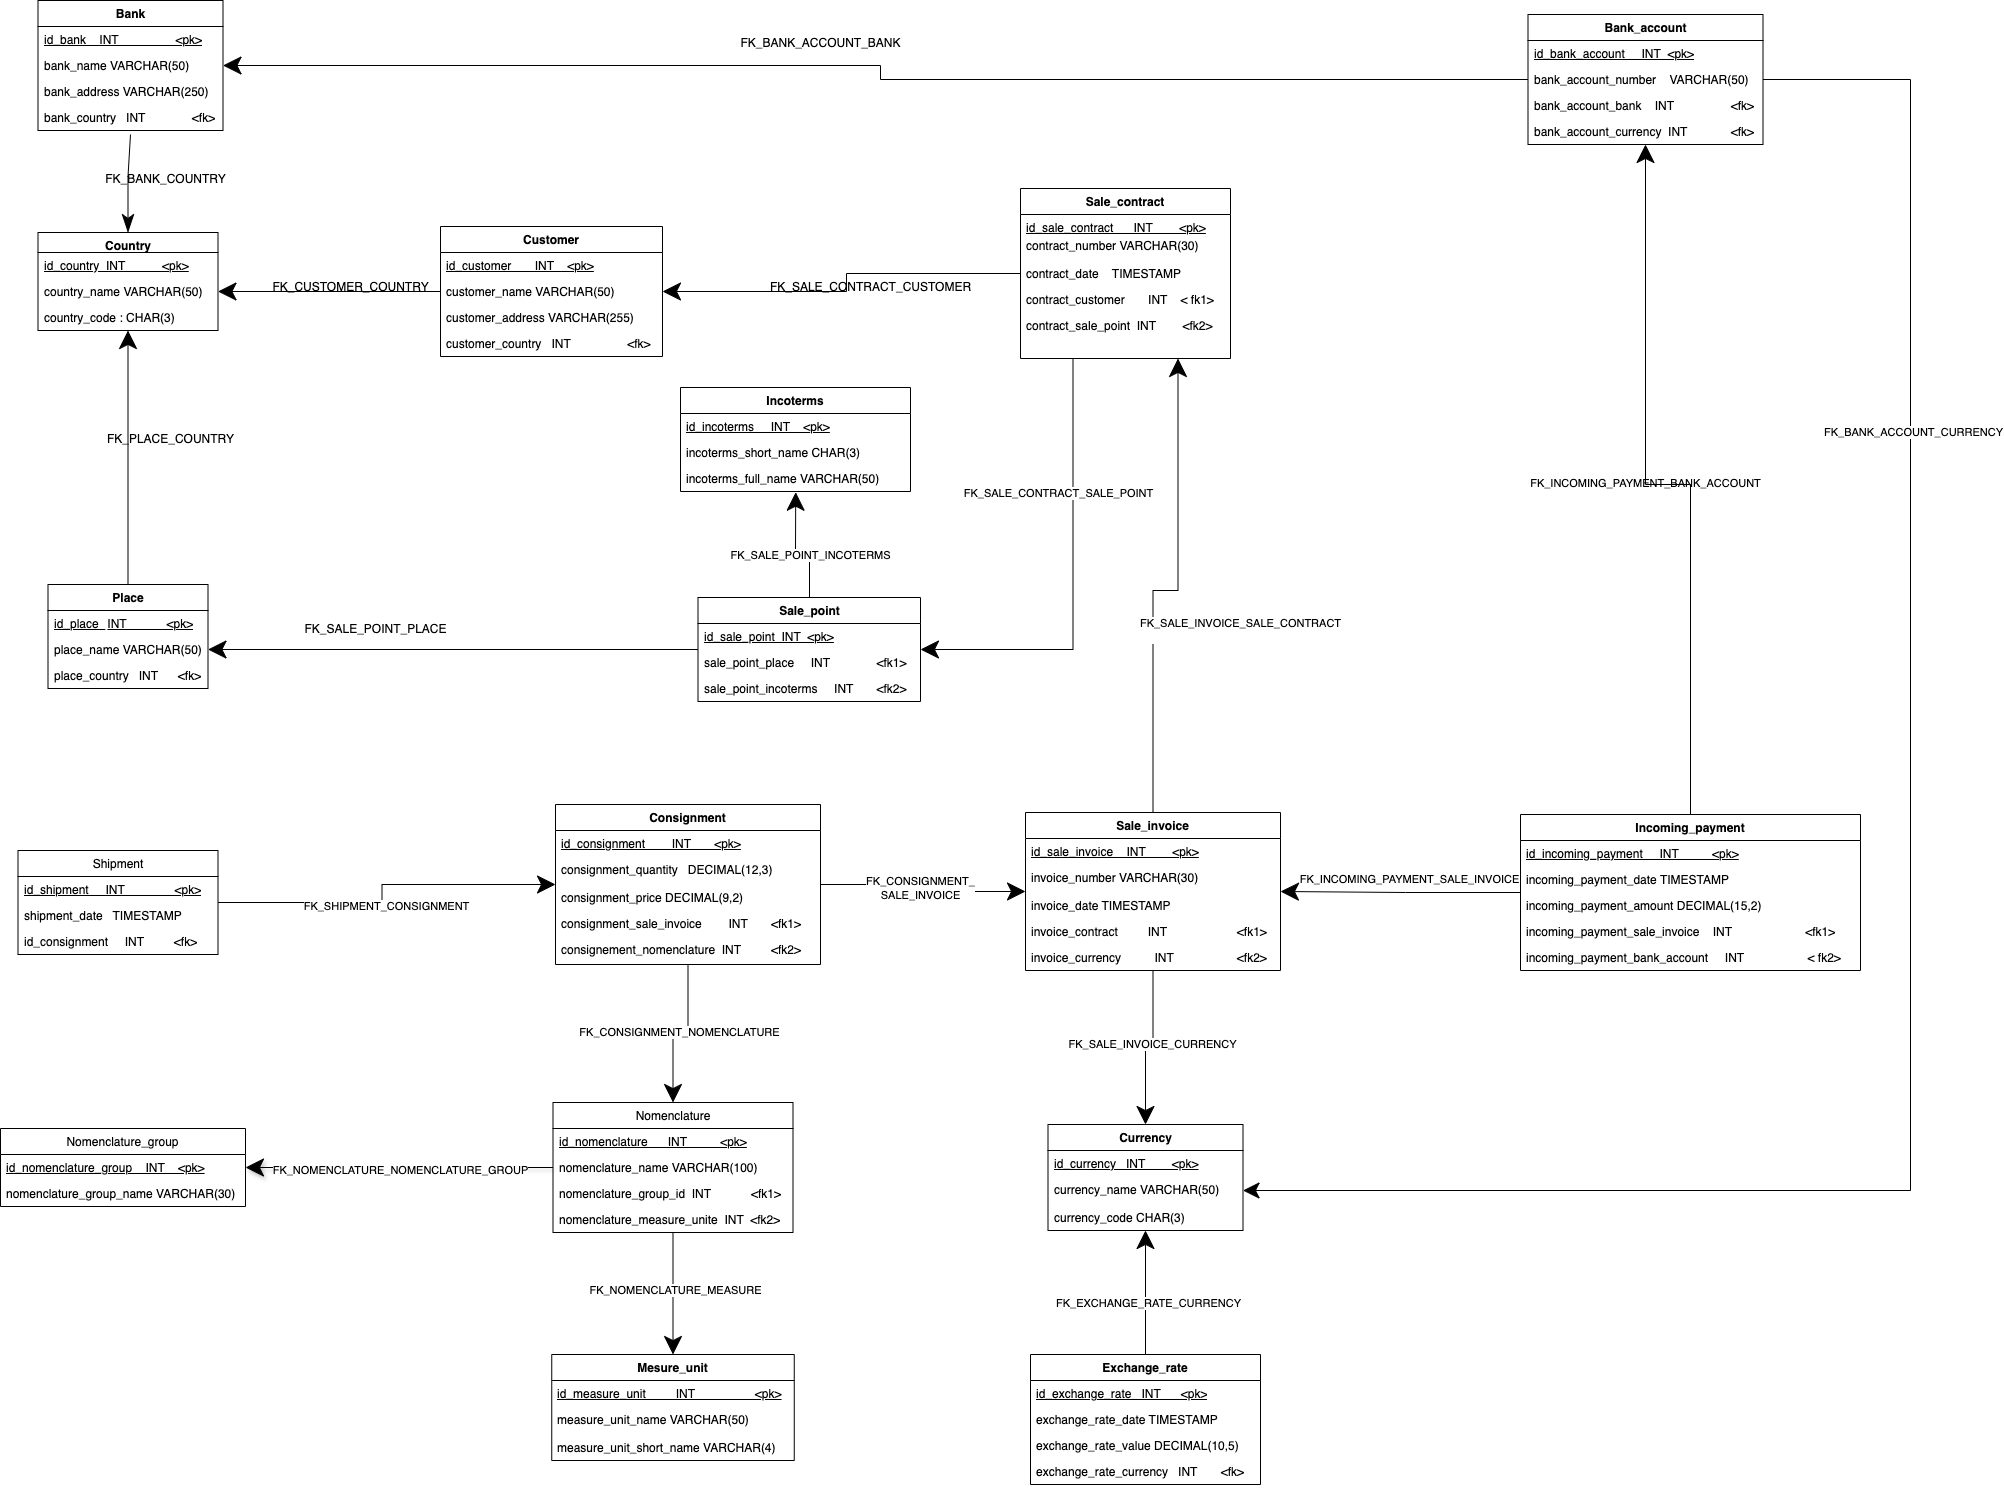 Bank
id_bank INT <pk>
bank_name VARCHAR(50)
bank_address VARCHAR(250)
bank_country INT <fk>
FK_BANK_ACCOUNT_BANK
Bank_account
id_bank_account INT <pk>
bank_account_number VARCHAR(50)
bank_account_bank INT <fk>
bank_account_currency INT <fk>
FK_BANK_COUNTRY
Country
id_country INT <pk>
country_name VARCHAR(50)
country_code : CHAR(3)
FK_CUSTOMER_COUNTRY
Customer
id_customer INT <pk>
customer_name VARCHAR(50)
customer_address VARCHAR(255)
customer_country INT <fk>
FK_SALE_CONTRACT_CUSTOMER
Sale_contract
id_sale_contract INT <pk>
contract_number VARCHAR(30)
contract_date TIMESTAMP
contract_customer INT < fk1>
contract_sale_point INT <fk2>
Incoterms
id_incoterms INT <pk>
incoterms_short_name CHAR(3)
incoterms_full_name VARCHAR(50)
FK_PLACE_COUNTRY
FK_BANK_ACCOUNT_CURRENCY
FK_SALE_CONTRACT_SALE_POINT
FK_INCOMING_PAYMENT_BANK_ACCOUNT
FK_SALE_POINT_INCOTERMS
Place
id_place INT <pk>
place_name VARCHAR(50)
place_country INT <fk>
FK_SALE_POINT_PLACE
Sale_point
id_sale_point INT <pk>
sale_point_place INT <fk1>
sale_point_incoterms INT <fk2>
FK_SALE_INVOICE_SALE_CONTRACT
Shipment
id_shipment INT <pk>
shipment_date TIMESTAMP
id_consignment INT <fk>
FK_SHIPMENT_CONSIGNMENT
Consignment
id_consignment INT <pk>
consignment_quantity DECIMAL(12,3)
consignment_price DECIMAL(9,2)
consignment_sale_invoice INT <fk1>
consignement_nomenclature INT <fk2>
FK_CONSIGNMENT_
SALE_INVOICE
Sale_invoice
id_sale_invoice INT <pk>
invoice_number VARCHAR(30)
invoice_date TIMESTAMP
invoice_contract INT <fk1>
invoice_currency INT <fk2>
FK_INCOMING_PAYMENT_SALE_INVOICE
Incoming_payment
id_incoming_payment INT <pk>
incoming_payment_date TIMESTAMP
incoming_payment_amount DECIMAL(15,2)
incoming_payment_sale_invoice INT <fk1>
incoming_payment_bank_account INT < fk2>
FK_CONSIGNMENT_NOMENCLATURE
FK_SALE_INVOICE_CURRENCY
Nomenclature_group
id_nomenclature_group INT <pk>
nomenclature_group_name VARCHAR(30)
FK_NOMENCLATURE_NOMENCLATURE_GROUP
Nomenclature
id_nomenclature INT <pk>
nomenclature_name VARCHAR(100)
nomenclature_group_id INT <fk1>
nomenclature_measure_unite INT <fk2>
Currency
id_currency INT <pk>
currency_name VARCHAR(50)
currency_code CHAR(3)
FK_NOMENCLATURE_MEASURE
FK_EXCHANGE_RATE_CURRENCY
Mesure_unit
id_measure_unit INT <pk>
measure_unit_name VARCHAR(50)
measure_unit_short_name VARCHAR(4)
Exchange_rate
id_exchange_rate INT <pk>
exchange_rate_date TIMESTAMP
exchange_rate_value DECIMAL(10,5)
exchange_rate_currency INT <fk>